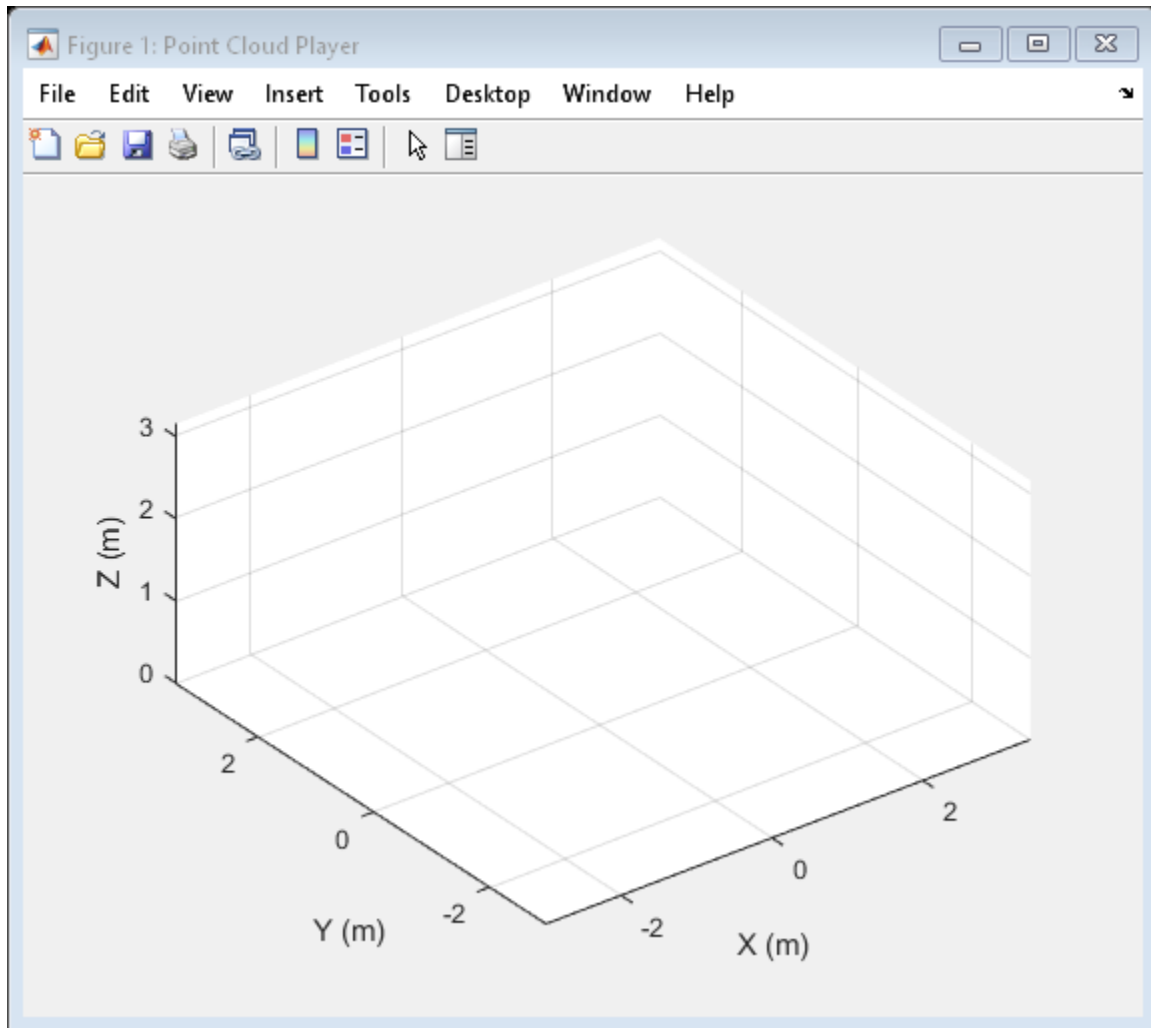 Figure 1: Point Cloud Player
File Edit View Insert Tools Desktop Window Help
3
2
1
0
Z (m)
2
0
-2
Y (m)
-2
0
2
X (m)